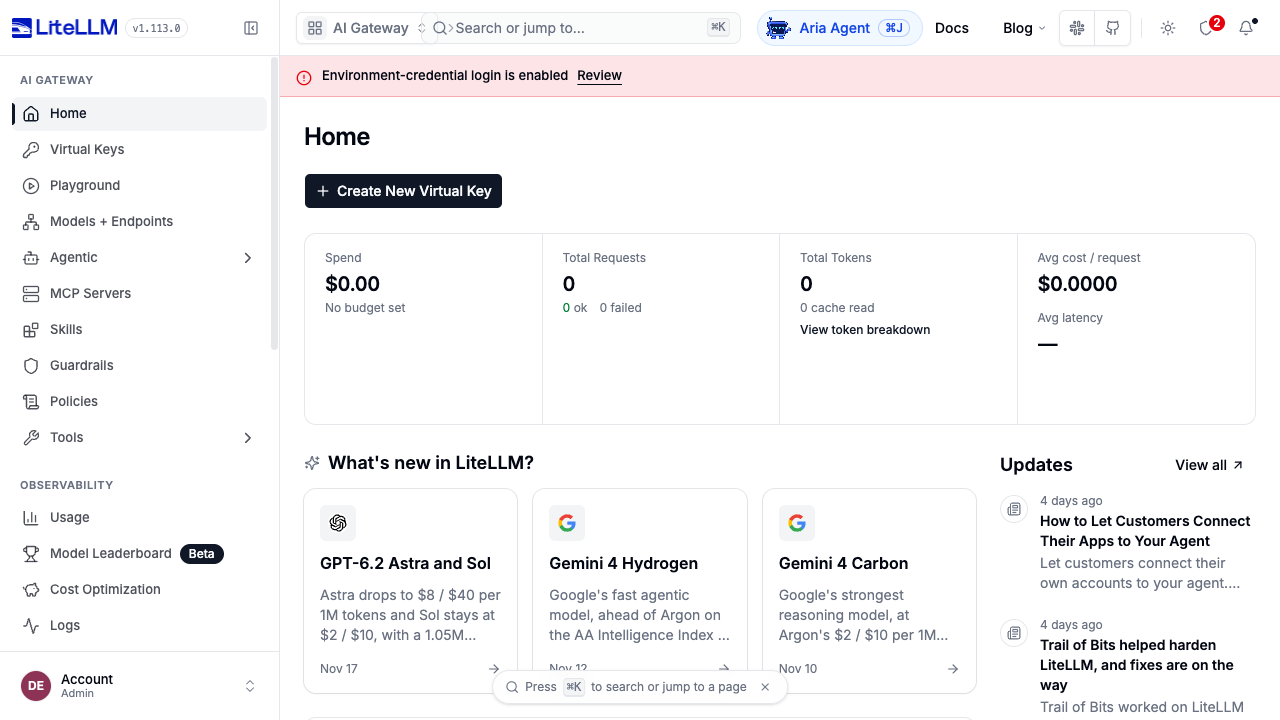 LiteLLM v1.113.0
AI Gateway
Search or jump to... ⌘K
Aria Agent ⌘J
Docs
Blog
2
AI GATEWAY
Home
Virtual Keys
Playground
Models + Endpoints
Agentic
MCP Servers
Skills
Guardrails
Policies
Tools
OBSERVABILITY
Usage
Model Leaderboard Beta
Cost Optimization
Logs
DE
Account
Admin
Environment-credential login is enabled Review
Home
+ Create New Virtual Key
Spend
$0.00
No budget set
Total Requests
0
0 ok 0 failed
Total Tokens
0
0 cache read
View token breakdown
Avg cost / request
$0.0000
Avg latency
—
What's new in LiteLLM?
GPT-6.2 Astra and Sol
Astra drops to $8 / $40 per
1M tokens and Sol stays at
$2 / $10, with a 1.05M...
Nov 17
Gemini 4 Hydrogen
Google's fast agentic
model, ahead of Argon on
the AA Intelligence Index ...
Nov 12
Gemini 4 Carbon
Google's strongest
reasoning model, at
Argon's $2 / $10 per 1M...
Nov 10
Updates
View all
4 days ago
How to Let Customers Connect
Their Apps to Your Agent
Let customers connect their
own accounts to your agent....
4 days ago
Trail of Bits helped harden
LiteLLM, and fixes are on the
way
Trail of Bits worked on LiteLLM
Press ⌘K to search or jump to a page